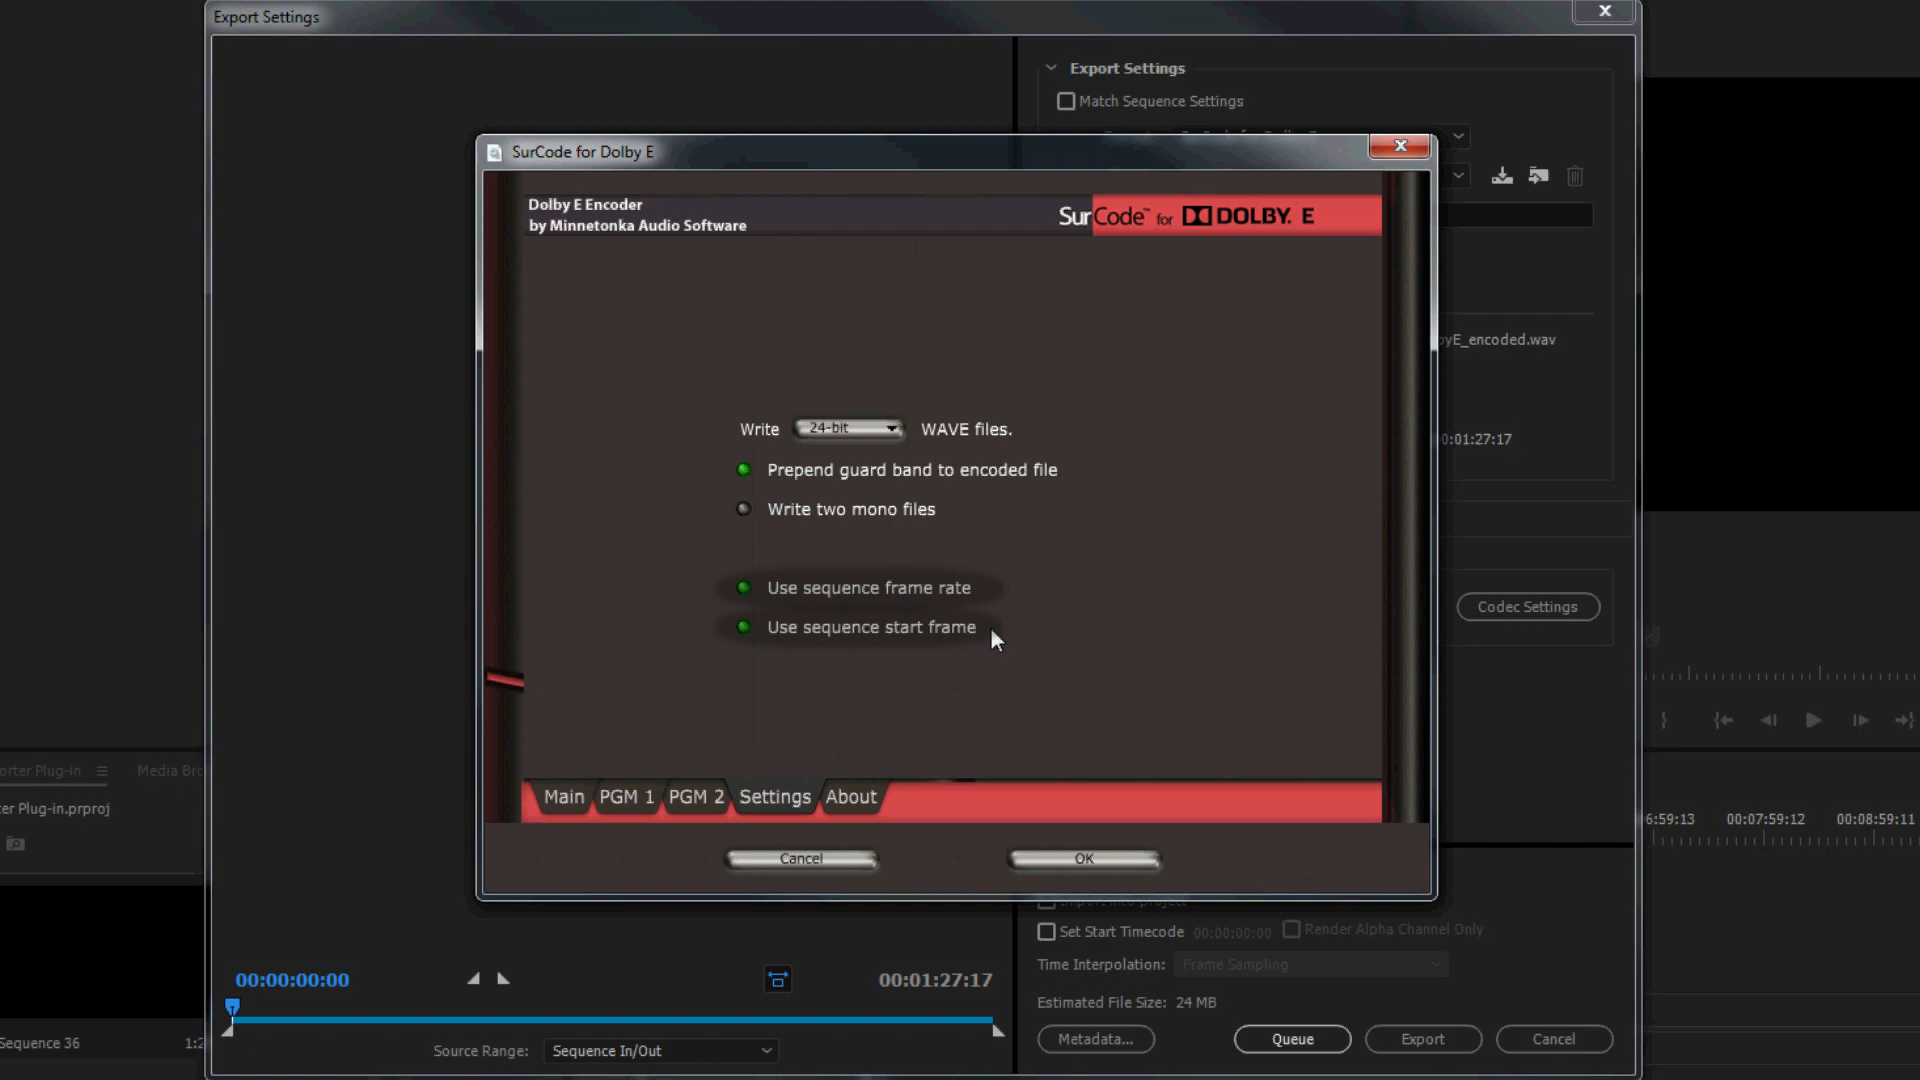 Export Settings
Export Settings
Match Sequence Settings
SurCode for Dolby E
Dolby E Encoder
by Minnetonka Audio Software
SurCode™ for DOLBY. E
byE_encoded.wav
Write 24-bit WAVE files.
0:01:27:17
Prepend guard band to encoded file
Write two mono files
Use sequence frame rate
Codec Settings
Use sequence start frame
orter Plug-in
Media Bro
Main PGM 1 PGM 2 Settings About
er Plug-in.prproj
6:59:13 00:07:59:12 00:08:59:11
Cancel OK
Set Start Timecode 00:00:00:00 Render Alpha Channel Only
Time Interpolation: Frame Sampling
00:00:00:00
00:01:27:17
Estimated File Size: 24 MB
Sequence 36
1:2
Source Range: Sequence In/Out
Metadata... Queue Export Cancel